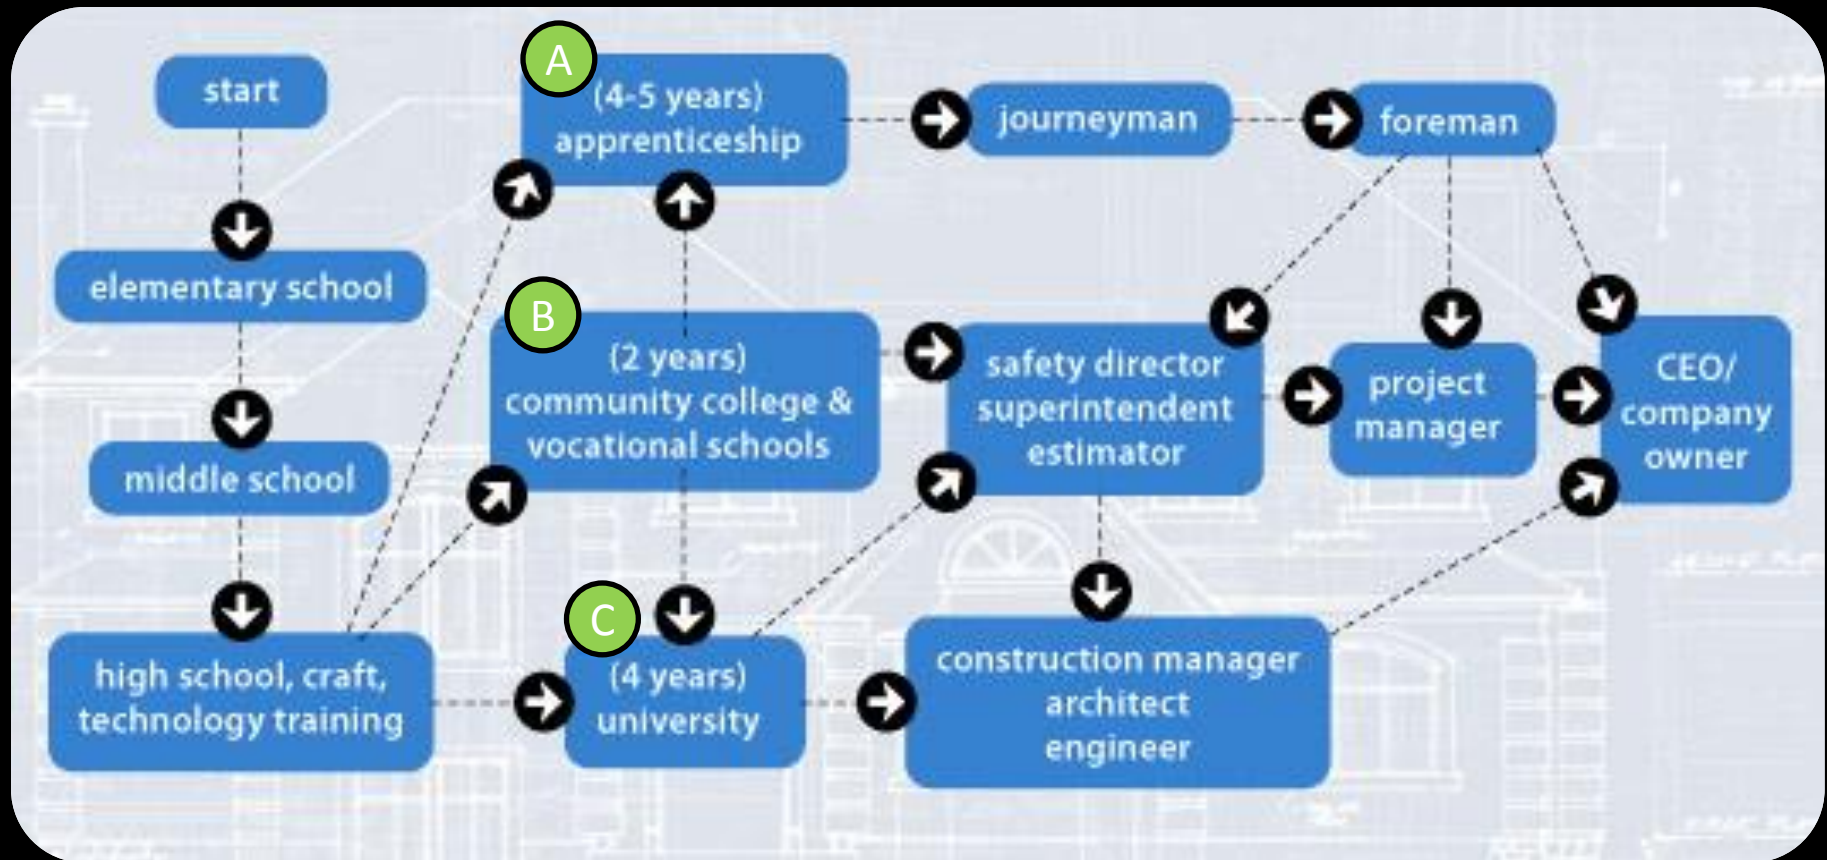 start
elementary school
middle school
high school, craft,
technology training
A
(4-5 years)
apprenticeship
B
(2 years)
community college &
vocational schools
C
(4 years)
university
journeyman
foreman
safety director
superintendent
estimator
project
manager
CEO/
company
owner
construction manager
architect
engineer